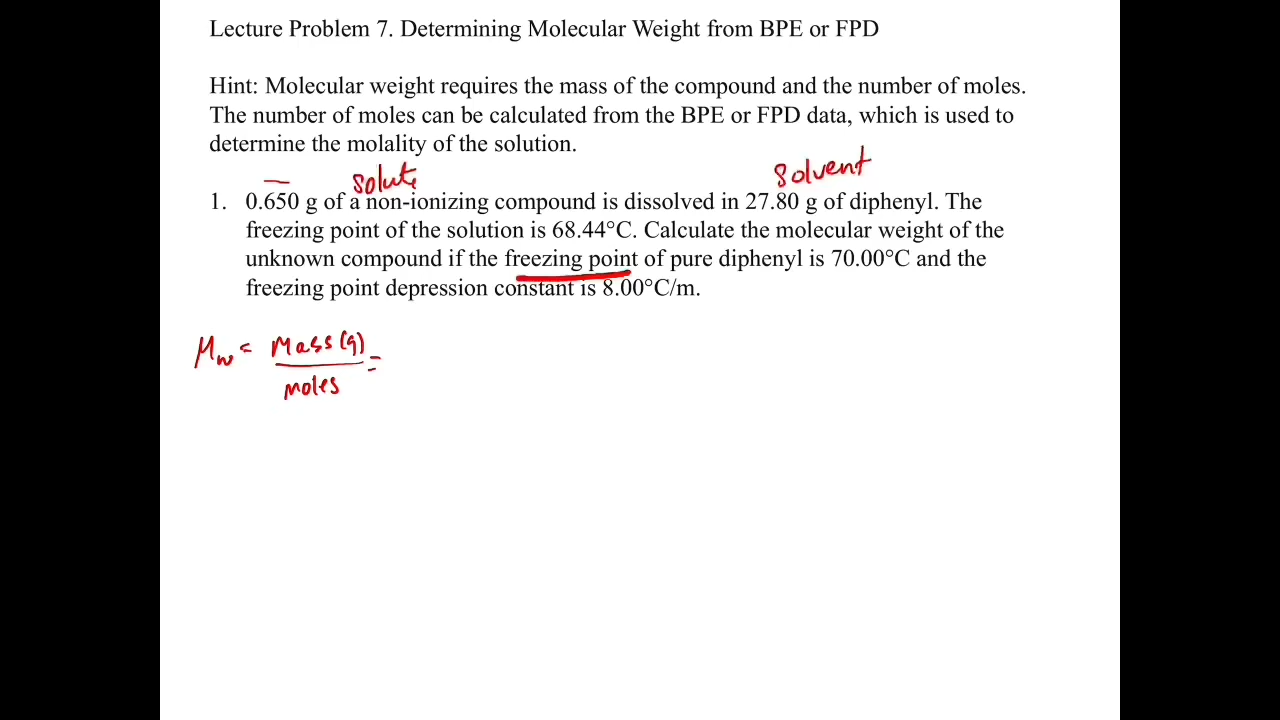 Lecture Problem 7. Determining Molecular Weight from BPE or FPD
Hint: Molecular weight requires the mass of the compound and the number of moles.
The number of moles can be calculated from the BPE or FPD data, which is used to
determine the molality of the solution.
solute
solvent
1. 0.650 g of a non-ionizing compound is dissolved in 27.80 g of diphenyl. The
freezing point of the solution is 68.44°C. Calculate the molecular weight of the
unknown compound if the freezing point of pure diphenyl is 70.00°C and the
freezing point depression constant is 8.00°C/m.
Mw = Mass (g) =
moles